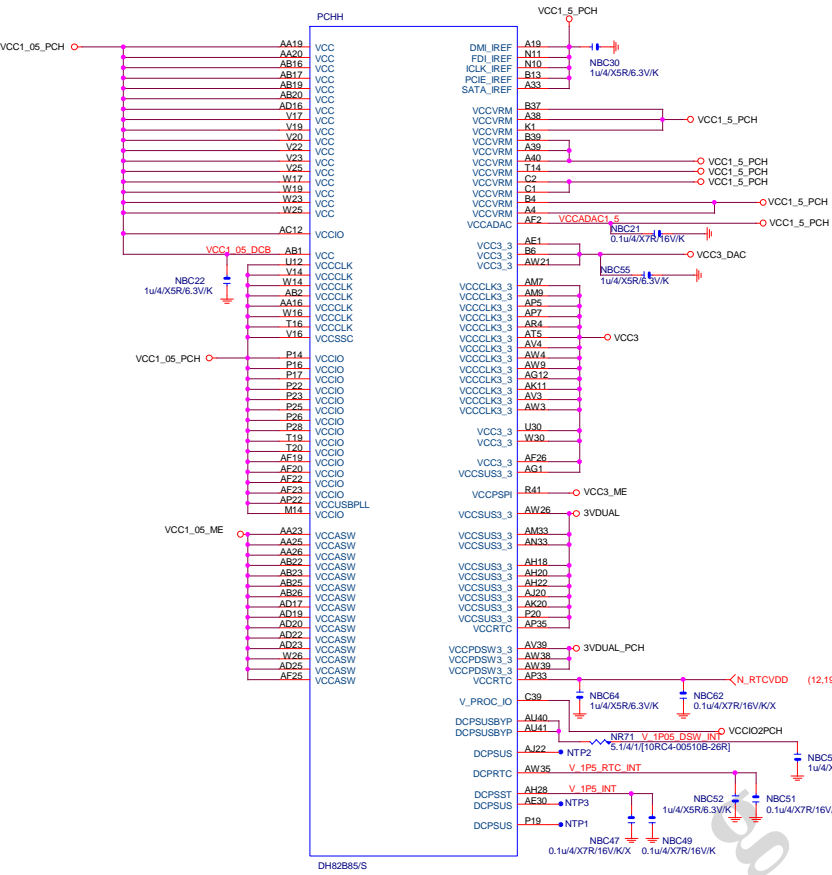 VCC1_5_PCH
PCHH
VCC1_05_PCH
AA19 VCC DMI_IREF A19
AA20 VCC FDI_IREF N11
AB16 VCC ICLK_IREF N10
AB17 VCC PCIE_IREF B13
AB19 VCC SATA_IREF A33
NBC30
1u/4/X5R/6.3V/K
AB20 VCC
AD16 VCC VCCVRM B37
V17 VCC VCCVRM A38 VCC1_5_PCH
V19 VCC VCCVRM K1
V20 VCC VCCVRM B39
V22 VCC VCCVRM A39
V23 VCC VCCVRM A40 VCC1_5_PCH
V25 VCC VCCVRM T14 VCC1_5_PCH
W17 VCC VCCVRM C2 VCC1_5_PCH
W19 VCC VCCVRM C1
W23 VCC VCCVRM B4 VCC1_5_PCH
W25 VCC VCCVRM A4
VCCADAC AF2 VCCADAC1_5 VCC1_5_PCH
NBC21
0.1u/4/X7R/16V/K
AC12 VCCIO
VCC3_3 AE1
VCC1_05_DCB AB1 VCC VCC3_3 B6 VCC3_DAC
U12 VCCCLK VCC3_3 AW21
NBC22
1u/4/X5R/6.3V/K
NBC55
1u/4/X5R/6.3V/K
V14 VCCCLK
W14 VCCCLK VCCCLK3_3 AM7
AB2 VCCCLK VCCCLK3_3 AM9
AA16 VCCCLK VCCCLK3_3 AP5
W16 VCCCLK VCCCLK3_3 AP7
T16 VCCCLK VCCCLK3_3 AR4
V16 VCCSSC VCCCLK3_3 AT5 VCC3
VCCCLK3_3 AV4
VCC1_05_PCH P14 VCCIO VCCCLK3_3 AW4
P16 VCCIO VCCCLK3_3 AW9
P17 VCCIO VCCCLK3_3 AG12
P22 VCCIO VCCCLK3_3 AK11
P23 VCCIO VCCCLK3_3 AV3
P25 VCCIO VCCCLK3_3 AW3
P26 VCCIO
P28 VCCIO VCC3_3 U30
T19 VCCIO VCC3_3 W30
T20 VCCIO
AF19 VCCIO VCC3_3 AF26
AF20 VCCIO VCCSUS3_3 AG1
AF22 VCCIO
AF23 VCCIO VCCPSPI R41 VCC3_ME
AP22 VCCUSBPLL
M14 VCCIO VCCSUS3_3 AW26 3VDUAL
VCC1_05_ME AA23 VCCASW VCCSUS3_3 AM33
AA25 VCCASW VCCSUS3_3 AN33
AA26 VCCASW
AB22 VCCASW VCCSUS3_3 AH18
AB23 VCCASW VCCSUS3_3 AH20
AB25 VCCASW VCCSUS3_3 AH22
AB26 VCCASW VCCSUS3_3 AJ20
AD17 VCCASW VCCSUS3_3 AK20
AD19 VCCASW VCCSUS3_3 P20
AD20 VCCASW VCCRTC AP35
AD22 VCCASW
AD23 VCCASW VCCPDSW3_3 AV39 3VDUAL_PCH
W26 VCCASW VCCPDSW3_3 AW38
AD25 VCCASW VCCPDSW3_3 AW39
AF25 VCCASW VCCRTC AP33 N_RTCVDD (12,19
NBC64
1u/4/X5R/6.3V/K
NBC62
0.1u/4/X7R/16V/K/X
V_PROC_IO C39
DCPSUSBYP AU40
DCPSUSBYP AU41 VCCIO2PCH
NR71 V_1P05_DSW_INT
5.1/4/1/[10RC4-00510B-26R]
DCPSUS AJ22 NTP2
NBC5
1u/4/X
DCPRTC AW35 V_1P5_RTC_INT
DCPSST AH28 V_1P5_INT
DCPSUS AE30 NTP3
NBC52
1u/4/X5R/6.3V/K
NBC51
0.1u/4/X7R/16V/
DCPSUS P19 NTP1
NBC47
0.1u/4/X7R/16V/K/X
NBC49
0.1u/4/X7R/16V/K
DH82B85/S